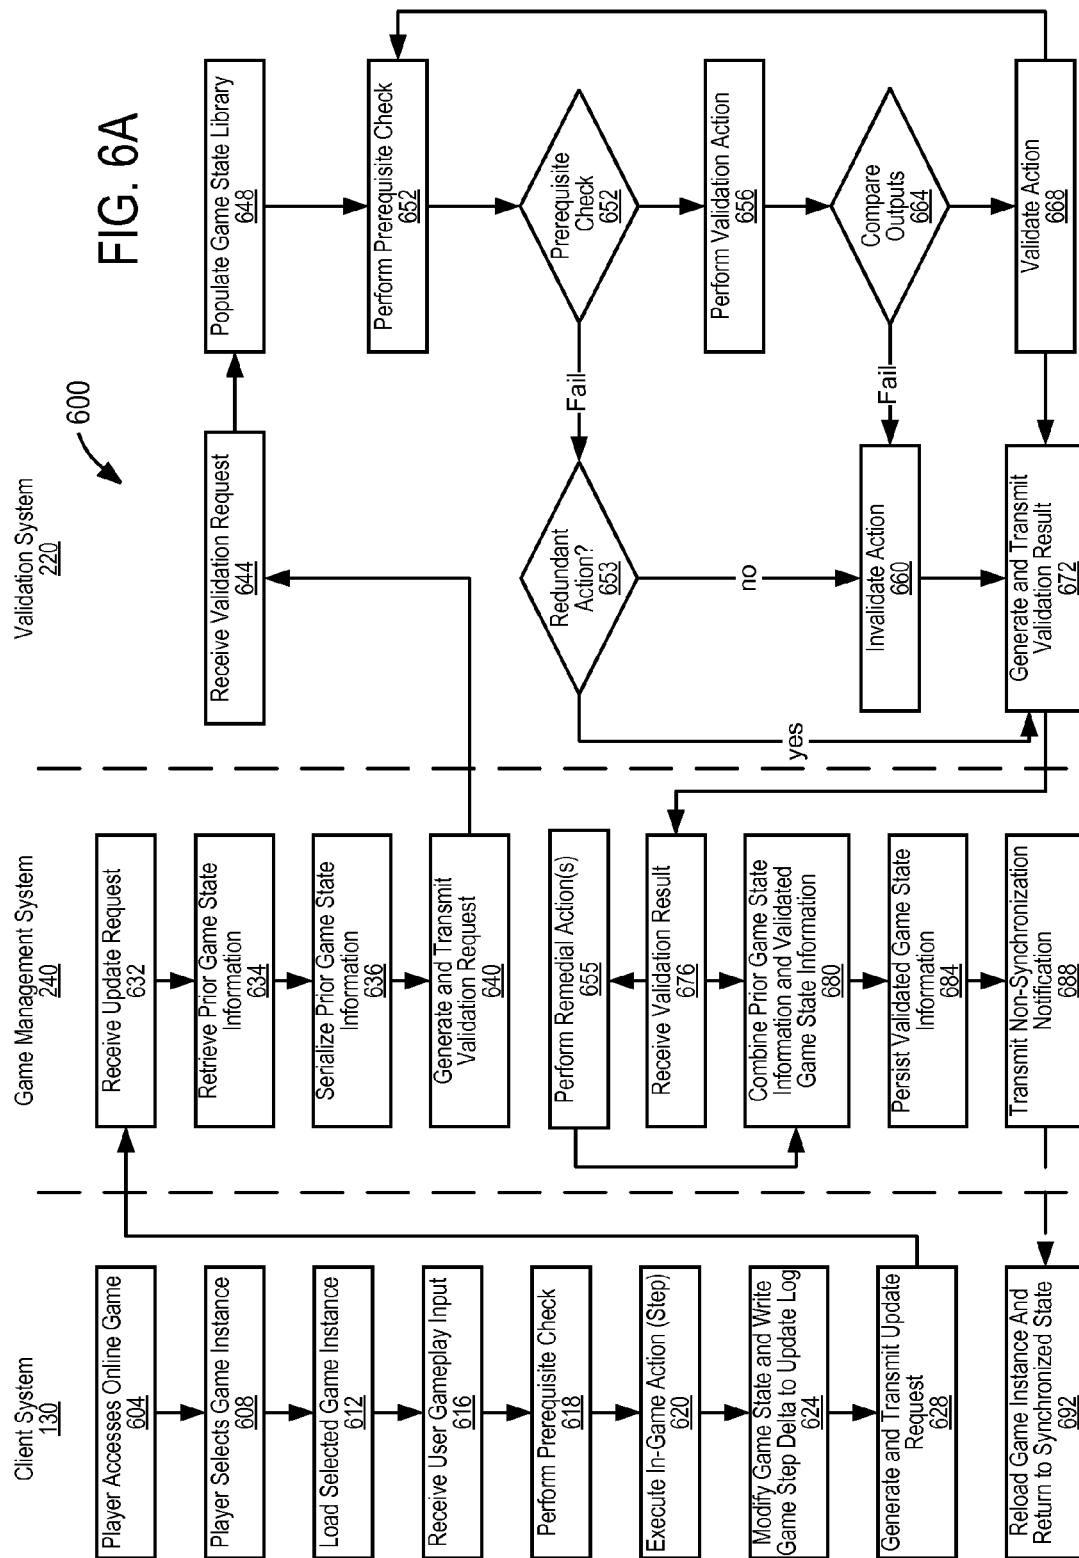 FIG. 6A
600
Client System
130
Player Accesses Online Game
604
Player Selects Game Instance
608
Load Selected Game Instance
612
Receive User Gameplay Input
616
Perform Prerequisite Check
618
Execute In-Game Action (Step)
620
Modify Game State and Write
Game Step Delta to Update Log
624
Generate and Transmit Update
Request
628
Reload Game Instance And
Return to Synchronized State
692
Game Management System
240
Receive Update Request
632
Retrieve Prior Game State
Information
634
Serialize Prior Game State
Information
636
Generate and Transmit
Validation Request
640
Perform Remedial Action(s)
655
Receive Validation Result
676
Combine Prior Game State
Information and Validated
Game State Information
680
Persist Validated Game State
Information
684
Transmit Non-Synchronization
Notification
688
Validation System
220
Receive Validation Request
644
Populate Game State Library
648
Perform Prerequisite Check
652
Prerequisite
Check
652
Fail
Redundant
Action?
653
no
yes
Perform Validation Action
656
Compare
Outputs
664
Fail
Invalidate Action
660
Validate Action
668
Generate and Transmit
Validation Result
672